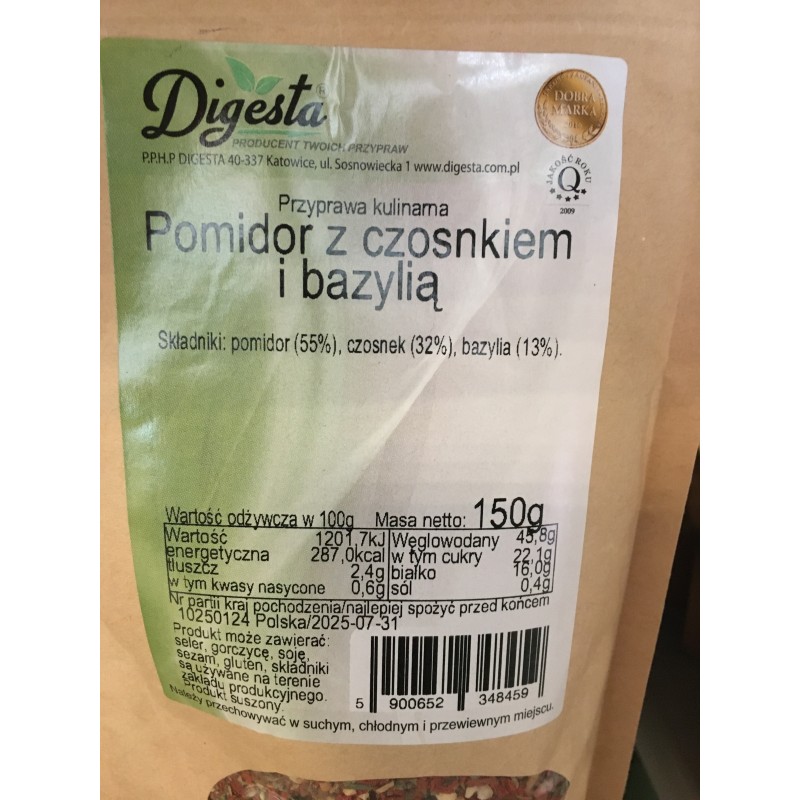 Digesta
PRODUCENT TWOICH PRZYPRAW
P.P.H.P DIGESTA 40-337 Katowice, ul. Sosnowiecka 1 www.digesta.com.pl
DOBRA
MARKA
JAKOŚĆ ROKU
Q
2009
Przyprawa kulinarna
Pomidor z czosnkiem
i bazylią
Składniki: pomidor (55%), czosnek (32%), bazylia (13%).
Wartość odżywcza w 100g Masa netto: 150g
Wartość 1201,7kJ Węglowodany 45,8g
energetyczna 287,0kcal w tym cukry 22,1g
tłuszcz 2,4g białko 16,0g
w tym kwasy nasycone 0,6g sól 0,4g
Nr partii kraj pochodzenia/najlepiej spożyć przed końcem
10250124 Polska/2025-07-31
Produkt może zawierać:
seler, gorczycę, soję,
sezam, gluten, składniki
są używane na terenie
zakładu produkcyjnego.
Produkt suszony.
Należy przechowywać w suchym, chłodnym i przewiewnym miejscu.
5 900652 348459